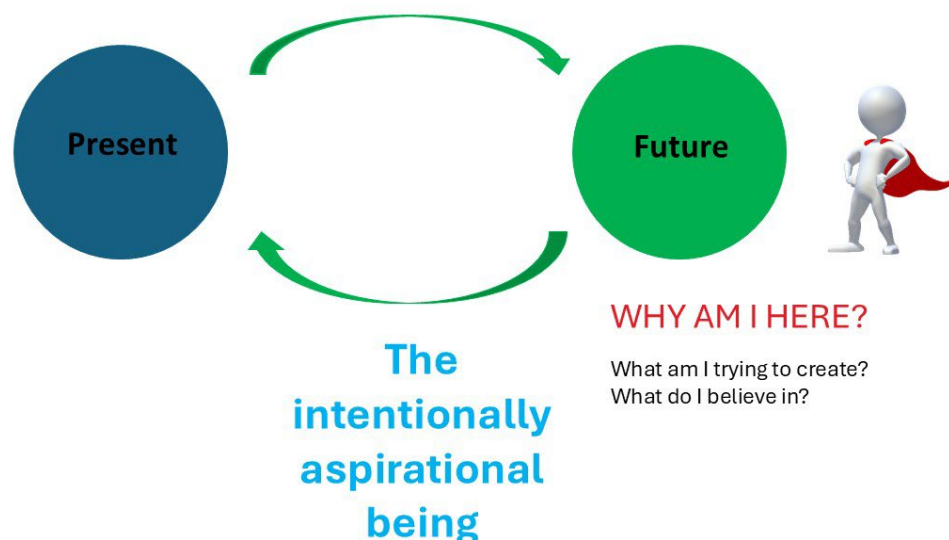 Present
Future
WHY AM I HERE?
What am I trying to create?
What do I believe in?
The
intentionally
aspirational
being